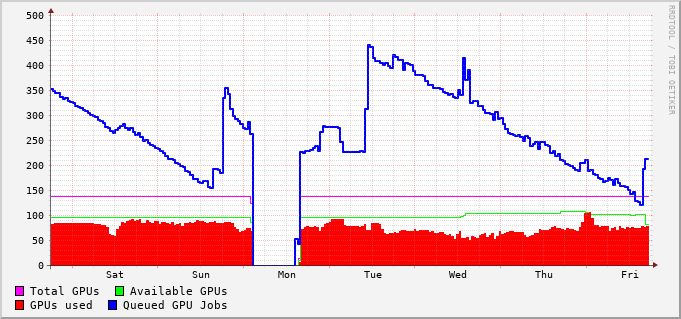 500
450
400
350
300
250
200
150
100
50
0
Sat Sun Mon Tue Wed Thu Fri
Total GPUs Available GPUs
GPUs used Queued GPU Jobs
RRDTOOL / TOBI OETIKER